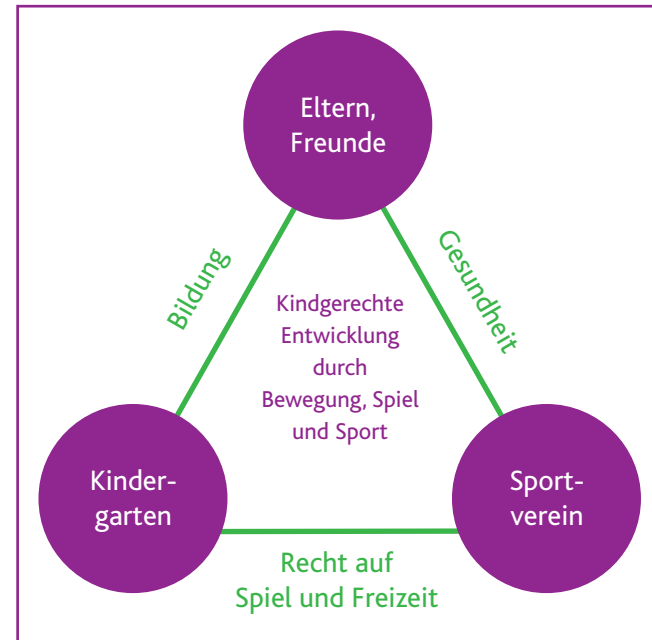 Eltern,
Freunde
Bildung
Gesundheit
Kindgerechte
Entwicklung
durch
Bewegung, Spiel
und Sport
Kinder-
garten
Sport-
verein
Recht auf
Spiel und Freizeit